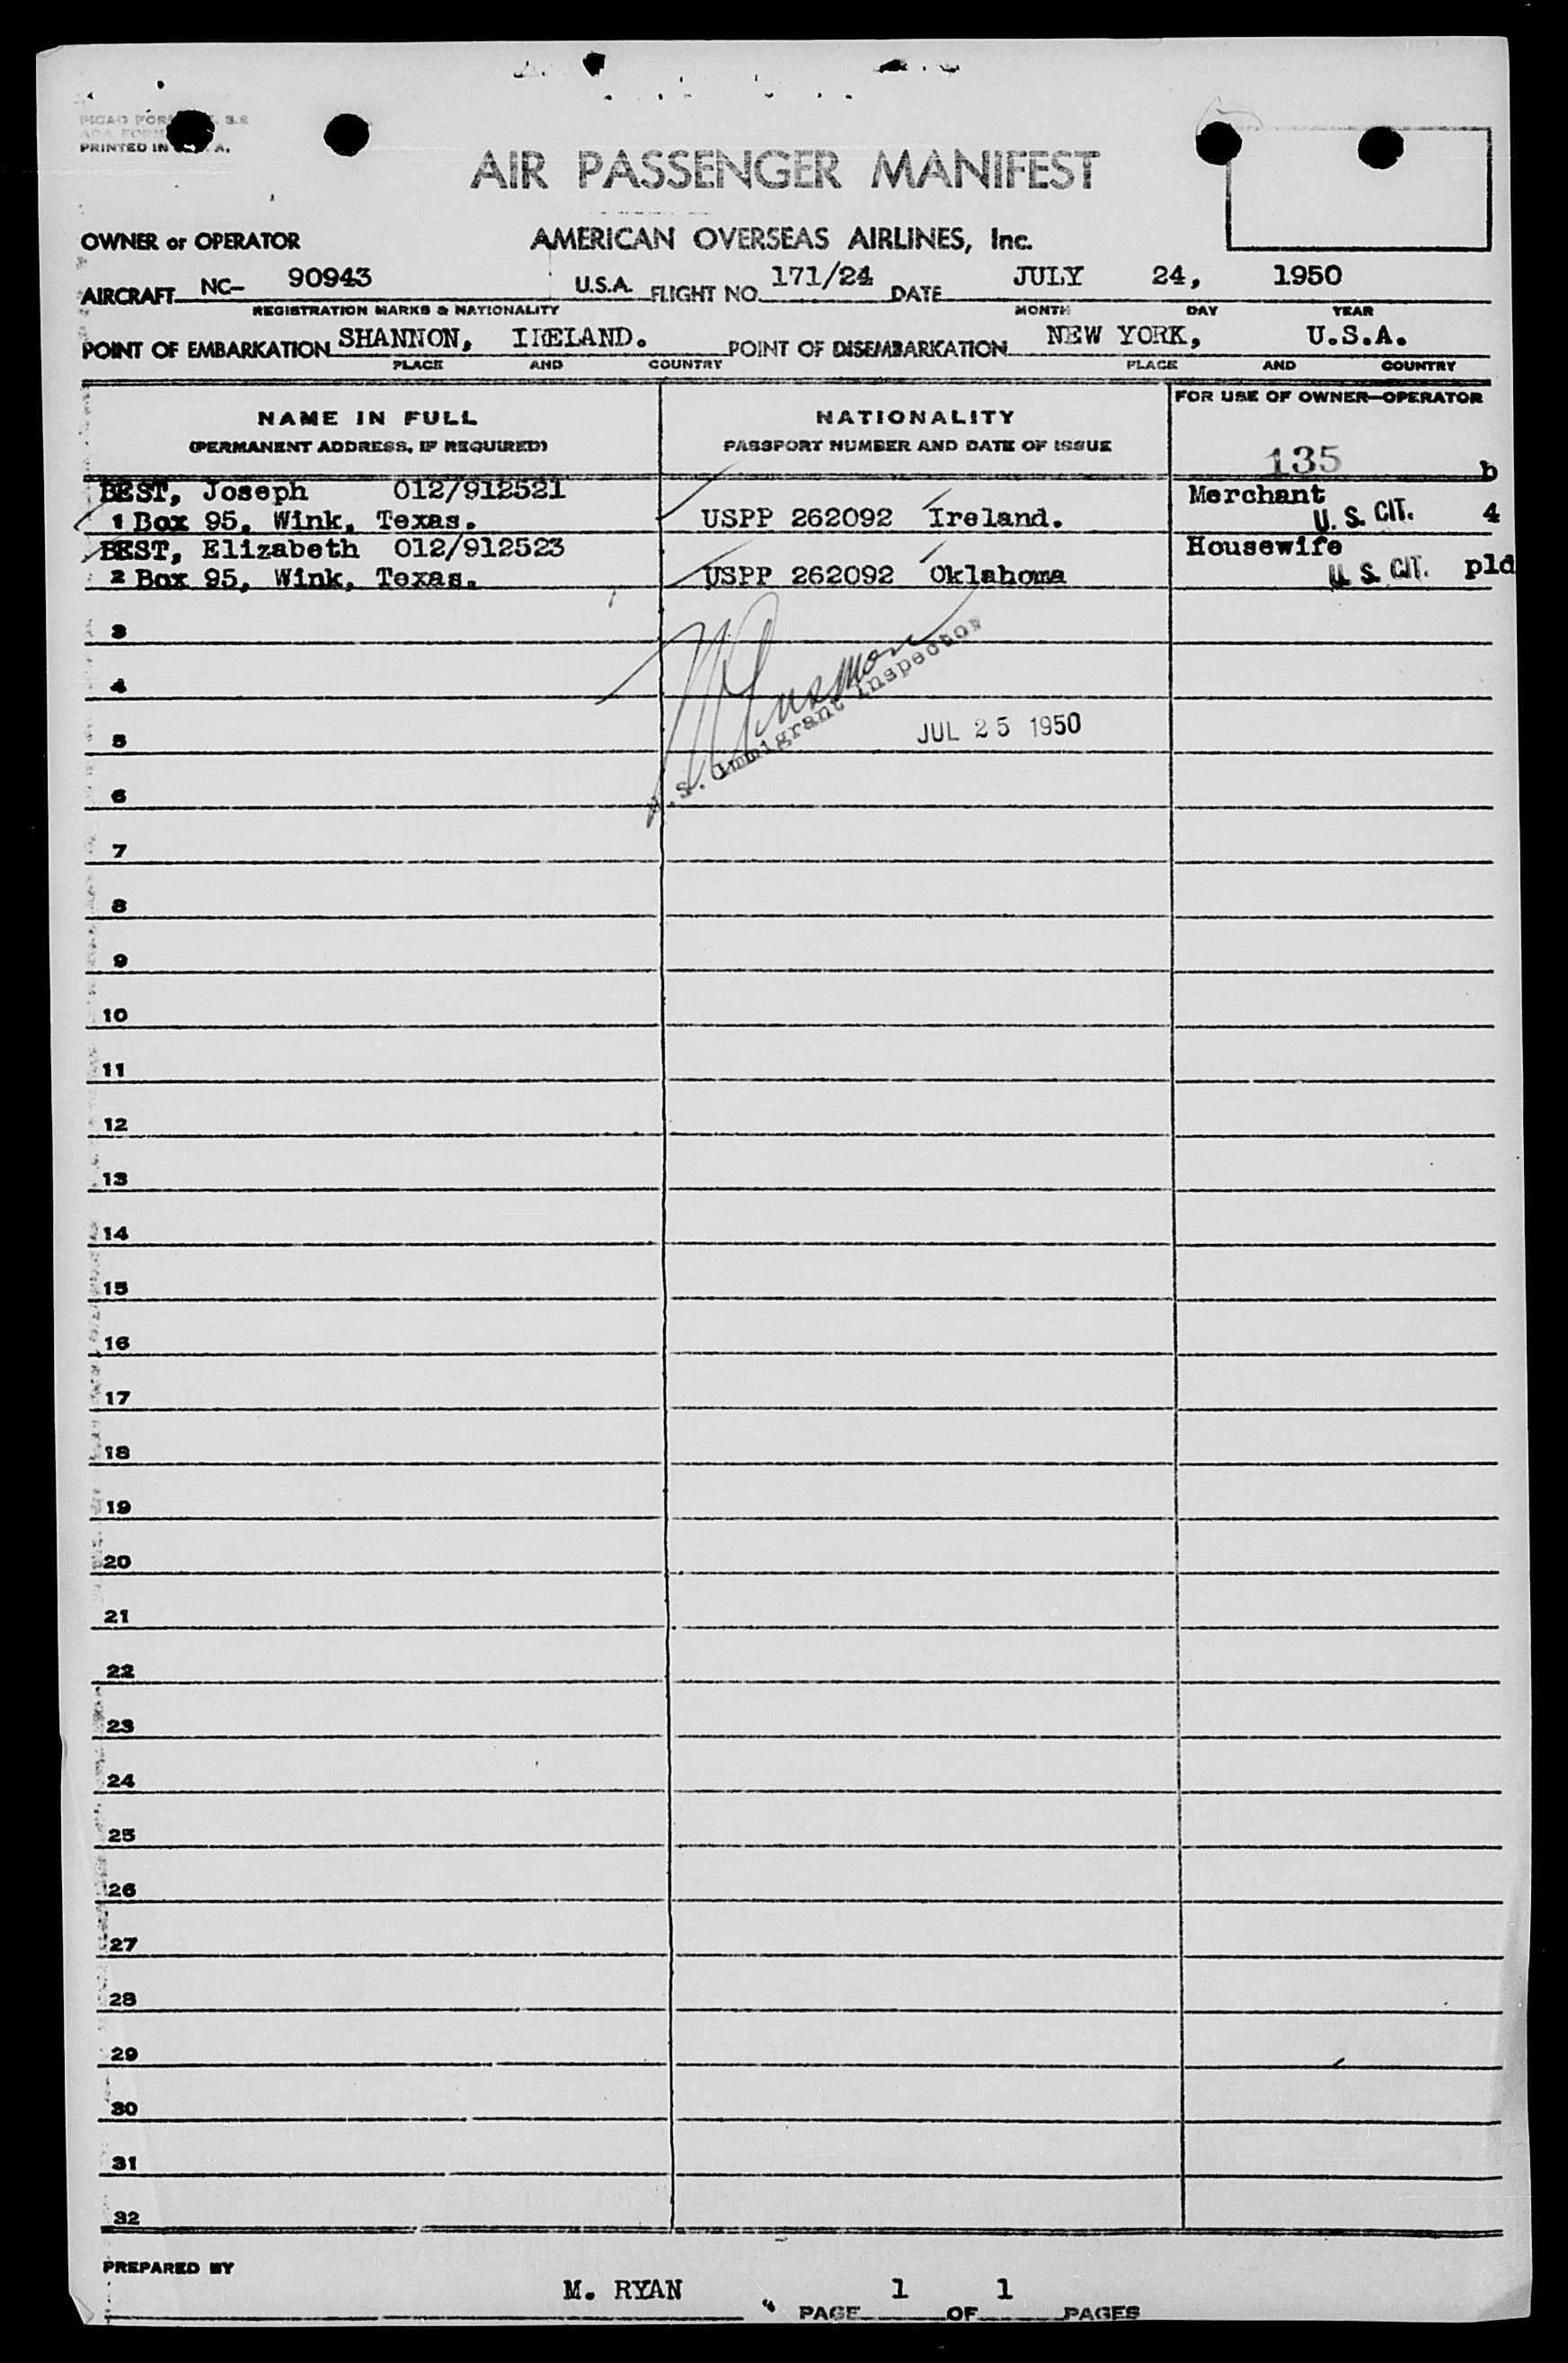 PRINTED IN
AIR PASSENGER MANIFEST
OWNER or OPERATOR AMERICAN OVERSEAS AIRLINES, Inc.
AIRCRAFT NC- 90943 U.S.A. FLIGHT NO. 171/24 DATE JULY 24, 1950
REGISTRATION MARKS & NATIONALITY MONTH DAY YEAR
POINT OF EMBARKATION SHANNON, IRELAND. POINT OF DISEMBARKATION NEW YORK, U.S.A.
PLACE AND COUNTRY PLACE AND COUNTRY
NAME IN FULL NATIONALITY FOR USE OF OWNER—OPERATOR
(PERMANENT ADDRESS, IF REQUIRED) PASSPORT NUMBER AND DATE OF ISSUE
135 b
BEST, Joseph 012/912521 Merchant
1 Box 95, Wink, Texas. USPP 262092 Ireland. U. S. CIT. 4
BEST, Elizabeth 012/912523 Housewife
2 Box 95, Wink, Texas. USPP 262092 Oklahoma U. S. CIT. pld
3
4
Immigrant Inspector
5 JUL 25 1950
6
7
8
9
10
11
12
13
14
15
16
17
18
19
20
21
22
23
24
25
26
27
28
29
30
31
32
PREPARED BY
M. RYAN PAGE 1 OF 1 PAGES